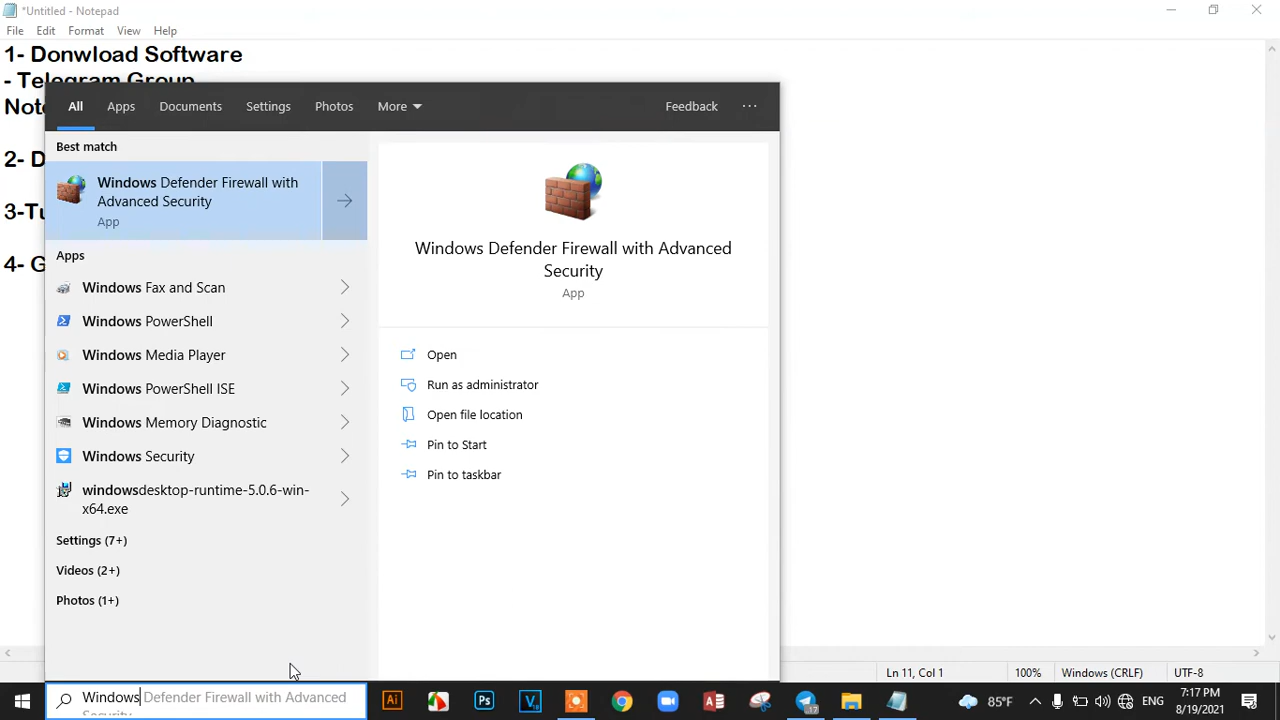 *Untitled - Notepad
File Edit Format View Help
1- Donwload Software
- Telegram Group
All Apps Documents Settings Photos More Feedback ...
Best match
Windows Defender Firewall with
Advanced Security
App
Apps
Windows Fax and Scan
Windows PowerShell
Windows Media Player
Windows PowerShell ISE
Windows Memory Diagnostic
Windows Security
windowsdesktop-runtime-5.0.6-win-
x64.exe
Settings (7+)
Videos (2+)
Photos (1+)
Windows Defender Firewall with Advanced
Security
App
Open
Run as administrator
Open file location
Pin to Start
Pin to taskbar
2- D
3-Tu
4- G
Ln 11, Col 1 100% Windows (CRLF) UTF-8
Windows Defender Firewall with Advanced
Security
Ai Ps 17 85°F ENG
7:17 PM
8/19/2021